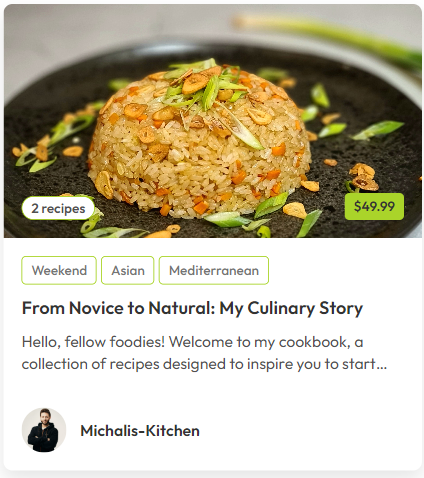 2 recipes
$49.99
Weekend
Asian
Mediterranean
From Novice to Natural: My Culinary Story
Hello, fellow foodies! Welcome to my cookbook, a
collection of recipes designed to inspire you to start...
Michalis-Kitchen